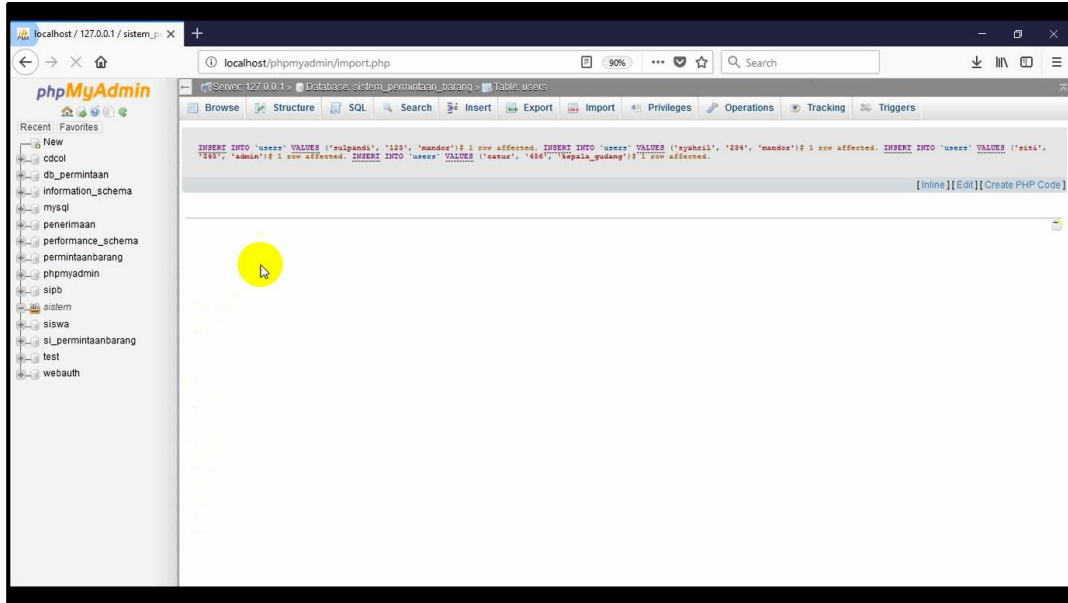 localhost / 127.0.0.1 / sistem_p
localhost/phpmyadmin/import.php
90%
Search
phpMyAdmin
Recent Favorites
New
cdcol
db_permintaan
information_schema
mysql
penerimaan
performance_schema
permintaanbarang
phpmyadmin
sipb
sistem
siswa
si_permintaanbarang
test
webauth
Server: 127.0.0.1 » Database: sistem_permintaan_barang » Table: users
Browse Structure SQL Search Insert Export Import Privileges Operations Tracking Triggers
INSERT INTO `users` VALUES ('sulpandi', '123', 'mandor')# 1 row affected. INSERT INTO `users` VALUES ('syahril', '234', 'mandor')# 1 row affected. INSERT INTO `users` VALUES ('siti',
'345', 'admin')# 1 row affected. INSERT INTO `users` VALUES ('catur', '456', 'kepala_gudang')# 1 row affected.
[ Inline ] [ Edit ] [ Create PHP Code ]